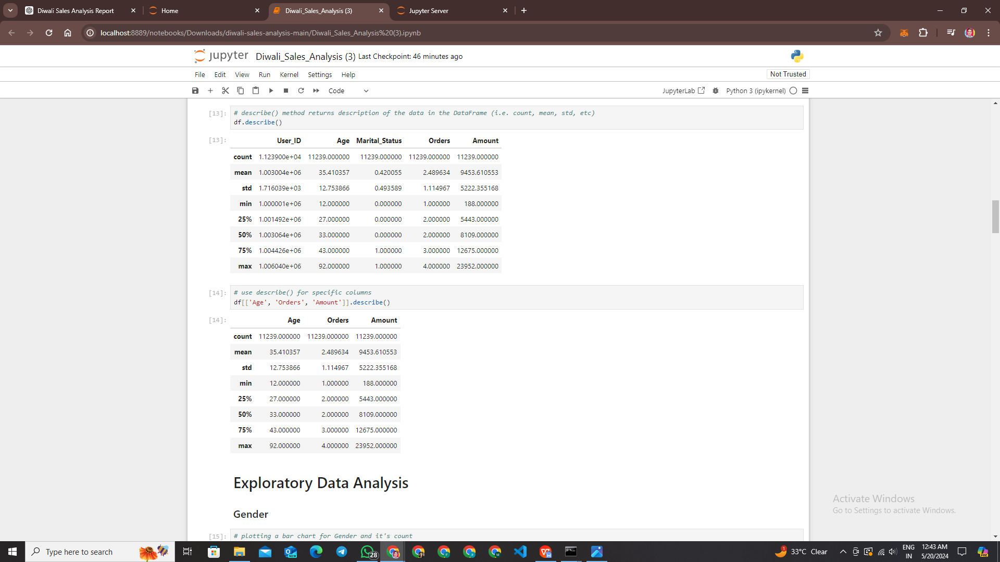 Diwali Sales Analysis Report
Home
Diwali_Sales_Analysis (3)
Jupyter Server
localhost:8889/notebooks/Downloads/diwali-sales-analysis-main/Diwali_Sales_Analysis%20(3).ipynb
jupyter Diwali_Sales_Analysis (3) Last Checkpoint: 46 minutes ago
File Edit View Run Kernel Settings Help Not Trusted
Code JupyterLab Python 3 (ipykernel)
[13]: # describe() method returns description of the data in the DataFrame (i.e. count, mean, std, etc)
df.describe()
[13]: User_ID Age Marital_Status Orders Amount
count 1.123900e+04 11239.000000 11239.000000 11239.000000 11239.000000
mean 1.003004e+06 35.410357 0.420055 2.489634 9453.610553
std 1.716039e+03 12.753866 0.493589 1.114967 5222.355168
min 1.000001e+06 12.000000 0.000000 1.000000 188.000000
25% 1.001492e+06 27.000000 0.000000 2.000000 5443.000000
50% 1.003064e+06 33.000000 0.000000 2.000000 8109.000000
75% 1.004426e+06 43.000000 1.000000 3.000000 12675.000000
max 1.006040e+06 92.000000 1.000000 4.000000 23952.000000
[14]: # use describe() for specific columns
df[['Age', 'Orders', 'Amount']].describe()
[14]: Age Orders Amount
count 11239.000000 11239.000000 11239.000000
mean 35.410357 2.489634 9453.610553
std 12.753866 1.114967 5222.355168
min 12.000000 1.000000 188.000000
25% 27.000000 2.000000 5443.000000
50% 33.000000 2.000000 8109.000000
75% 43.000000 3.000000 12675.000000
max 92.000000 4.000000 23952.000000
Exploratory Data Analysis
Gender
[15]: # plotting a bar chart for Gender and it's count
Activate Windows
Go to Settings to activate Windows.
Type here to search
NEW
28
1
33°C Clear
ENG
IN
12:43 AM
5/20/2024
PRE